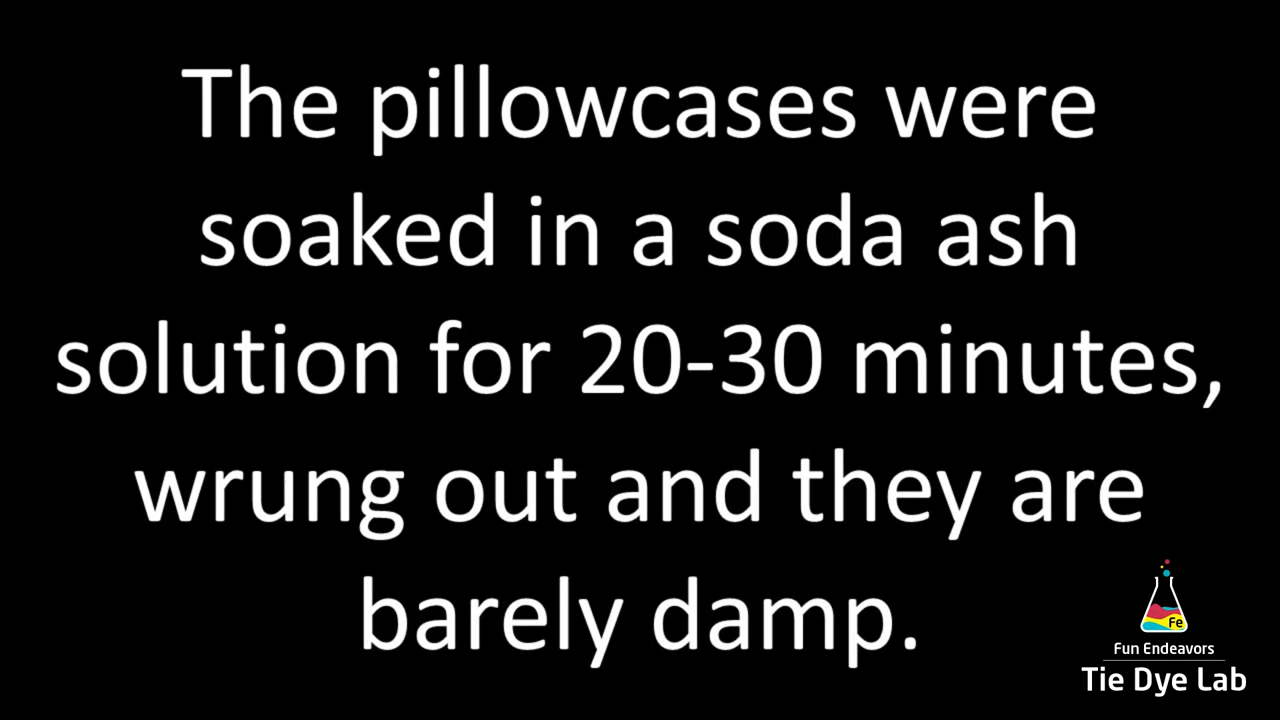 The pillowcases were
soaked in a soda ash
solution for 20-30 minutes,
wrung out and they are
barely damp.
Fe
Fun Endeavors
Tie Dye Lab